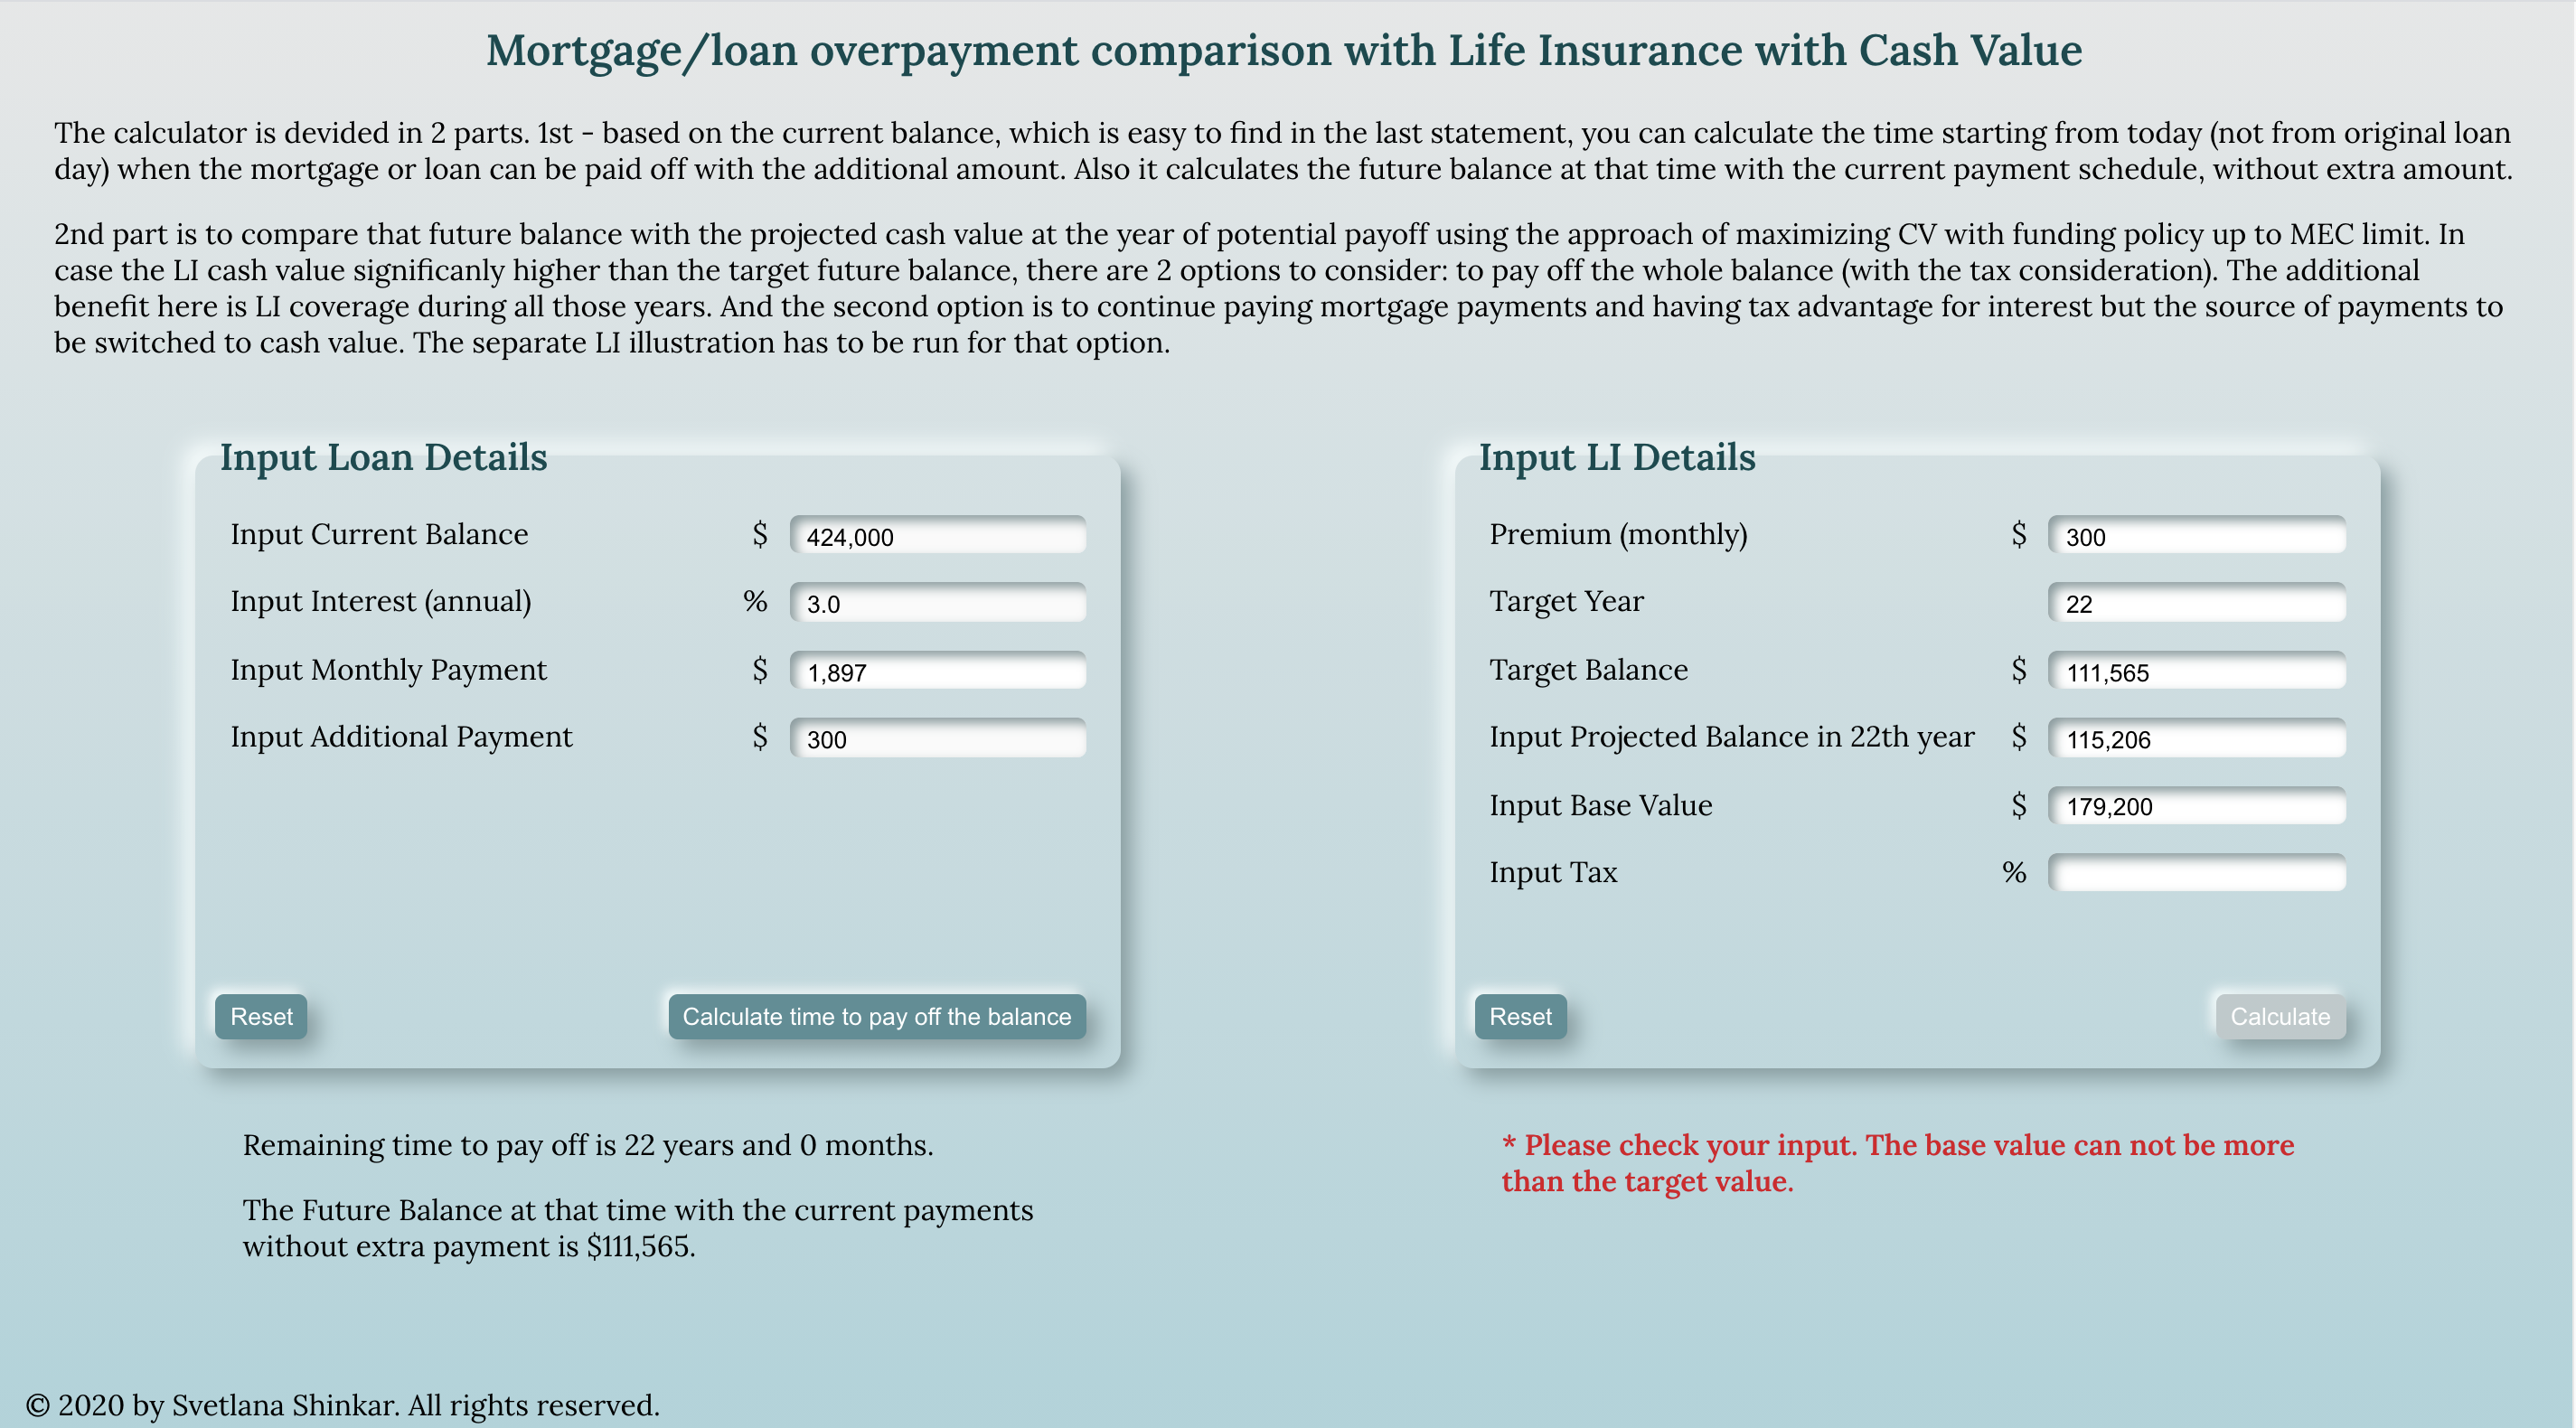 Mortgage/loan overpayment comparison with Life Insurance with Cash Value
The calculator is devided in 2 parts. 1st - based on the current balance, which is easy to find in the last statement, you can calculate the time starting from today (not from original loan
day) when the mortgage or loan can be paid off with the additional amount. Also it calculates the future balance at that time with the current payment schedule, without extra amount.
2nd part is to compare that future balance with the projected cash value at the year of potential payoff using the approach of maximizing CV with funding policy up to MEC limit. In
case the LI cash value significanly higher than the target future balance, there are 2 options to consider: to pay off the whole balance (with the tax consideration). The additional
benefit here is LI coverage during all those years. And the second option is to continue paying mortgage payments and having tax advantage for interest but the source of payments to
be switched to cash value. The separate LI illustration has to be run for that option.
Input Loan Details
Input Current Balance $ 424,000
Input Interest (annual) % 3.0
Input Monthly Payment $ 1,897
Input Additional Payment $ 300
Reset Calculate time to pay off the balance
Remaining time to pay off is 22 years and 0 months.
The Future Balance at that time with the current payments
without extra payment is $111,565.
Input LI Details
Premium (monthly) $ 300
Target Year 22
Target Balance $ 111,565
Input Projected Balance in 22th year $ 115,206
Input Base Value $ 179,200
Input Tax %
Reset Calculate
* Please check your input. The base value can not be more
than the target value.
© 2020 by Svetlana Shinkar. All rights reserved.